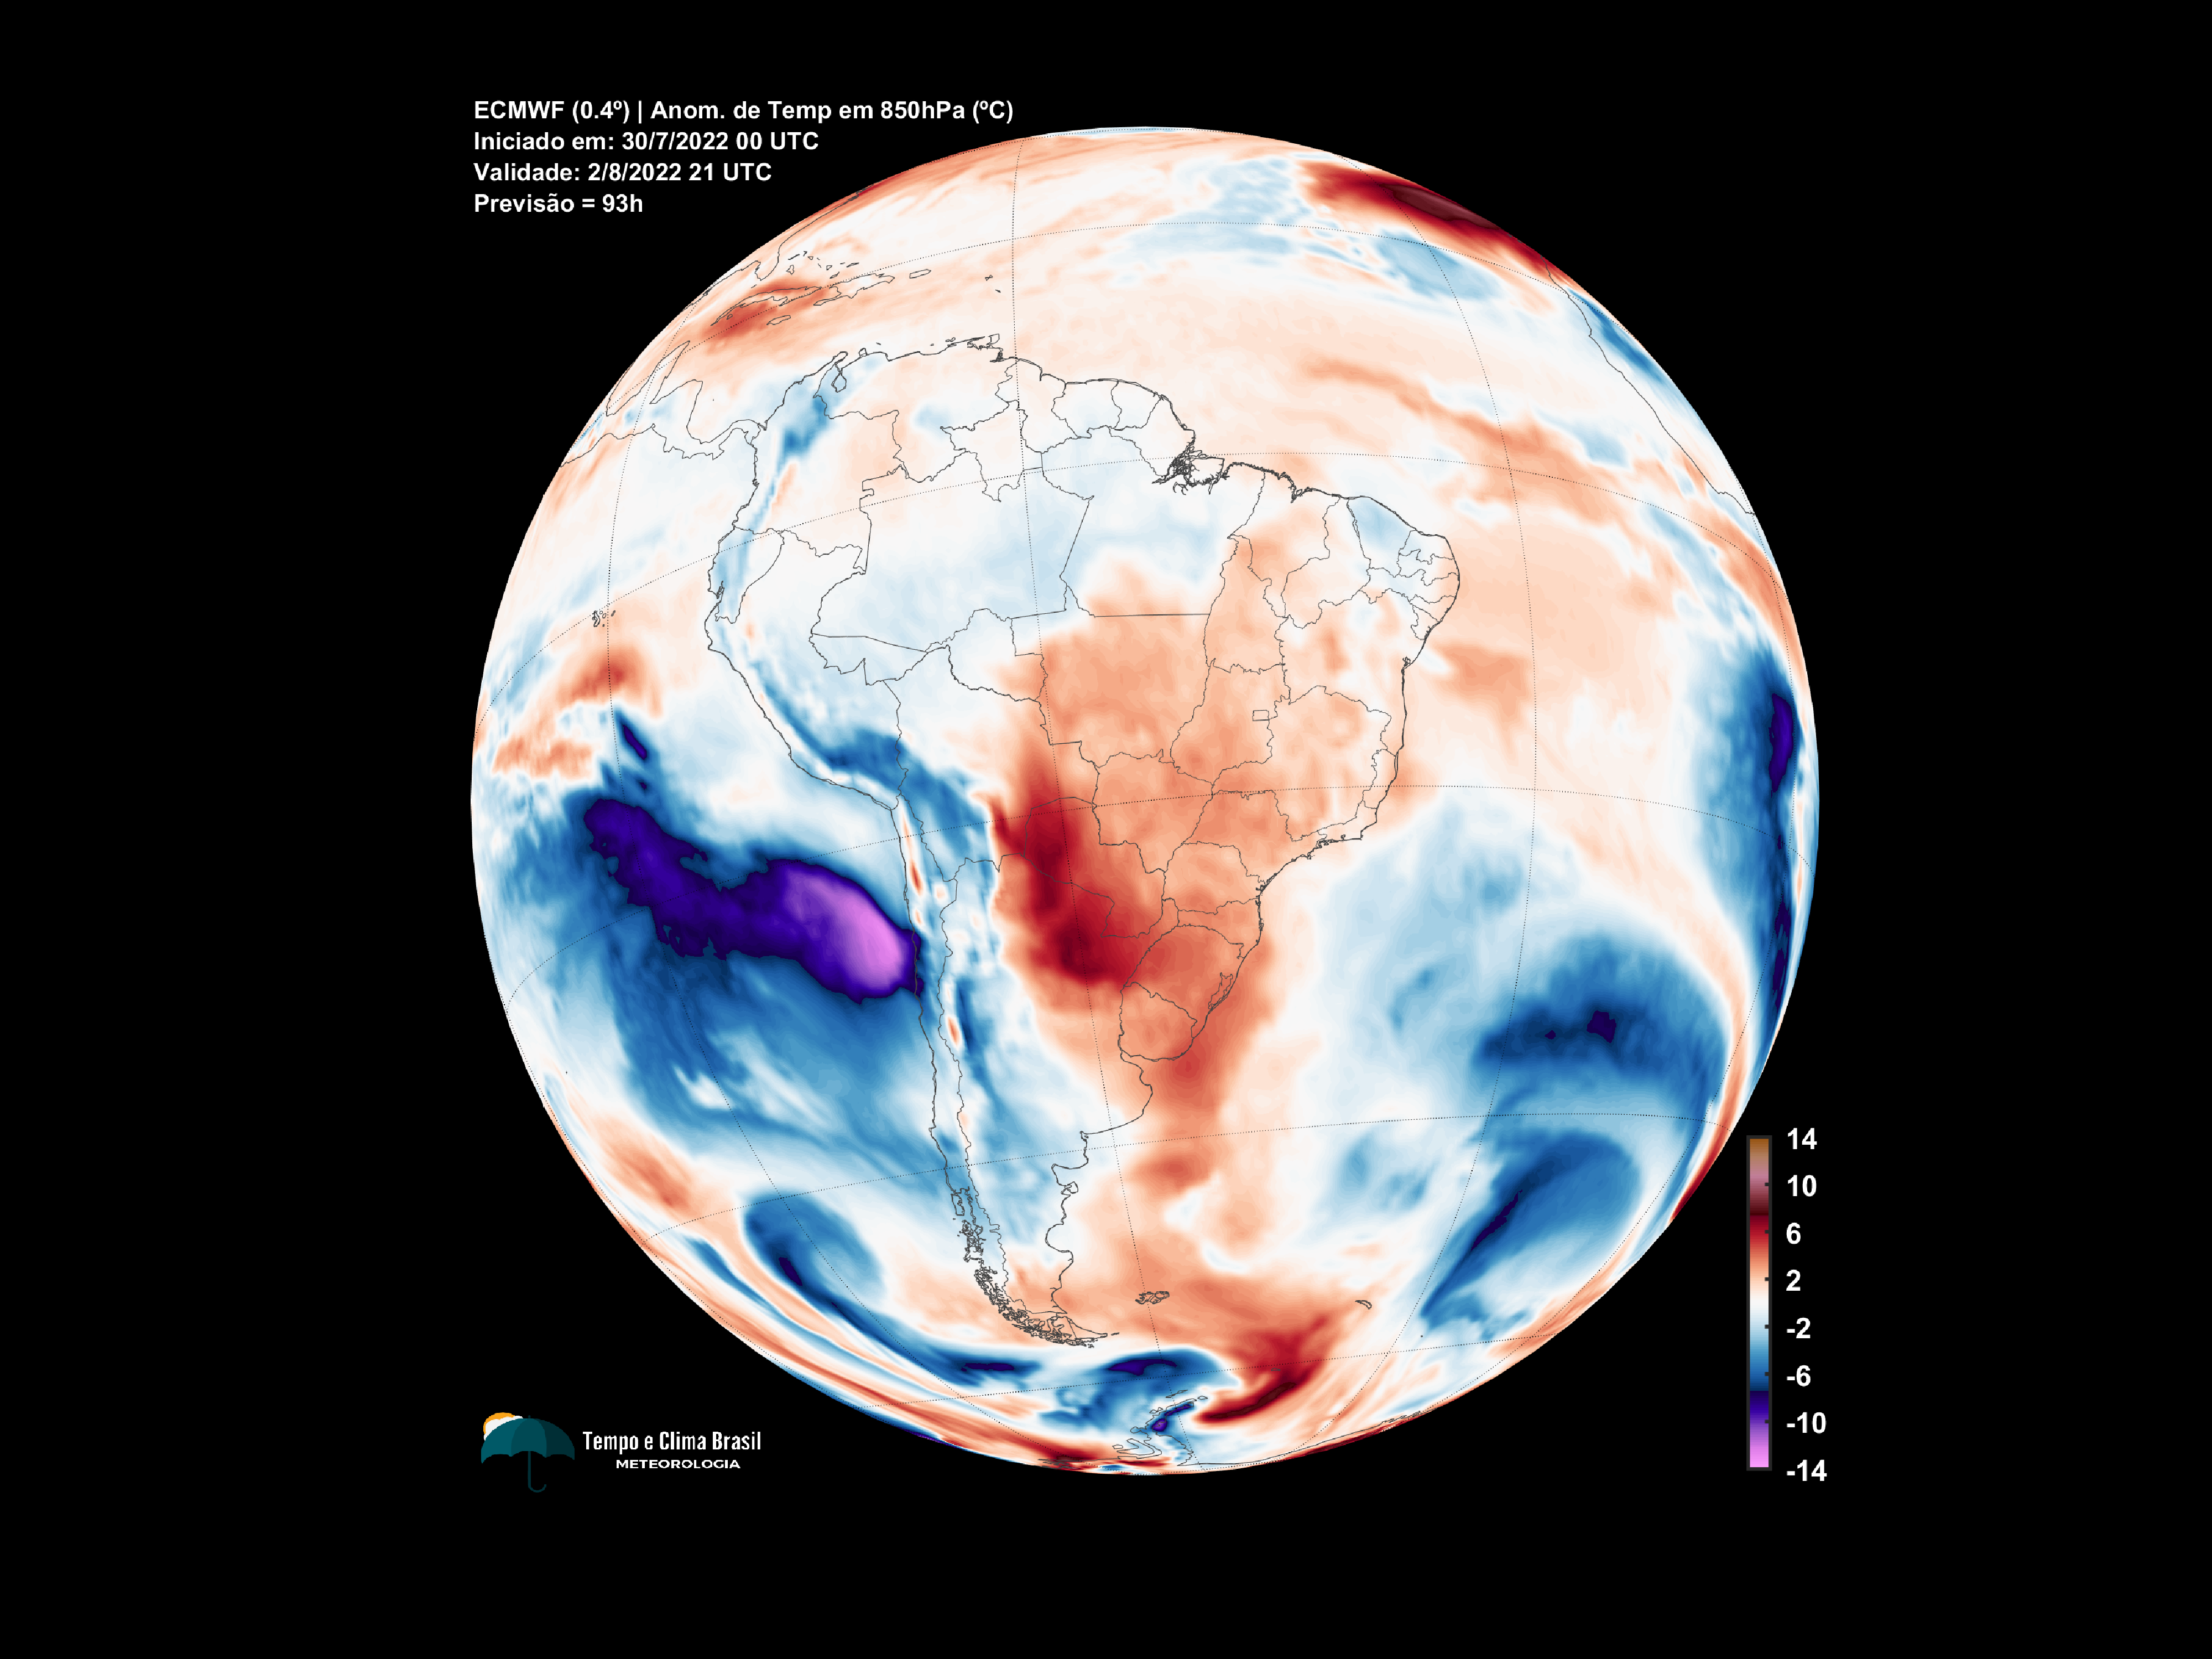 ECMWF (0.4º) | Anom. de Temp em 850hPa (ºC)
Iniciado em: 30/7/2022 00 UTC
Validade: 2/8/2022 21 UTC
Previsão = 93h
14
10
6
2
-2
-6
-10
-14
Tempo e Clima Brasil
METEOROLOGIA